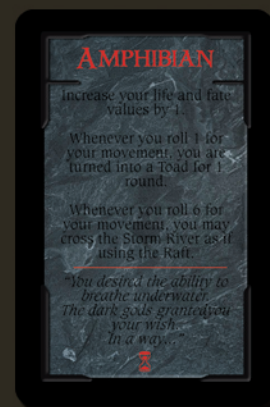 AMPHIBIAN
Increase your life and fate
values by 1.
Whenever you roll 1 for
your movement, you are
turned into a Toad for 1
round.
Whenever you roll 6 for
your movement, you may
cross the Storm River as if
using the Raft.
"You desired the ability to
breathe underwater.
The dark gods grantedyou
your wish.
In a way..."